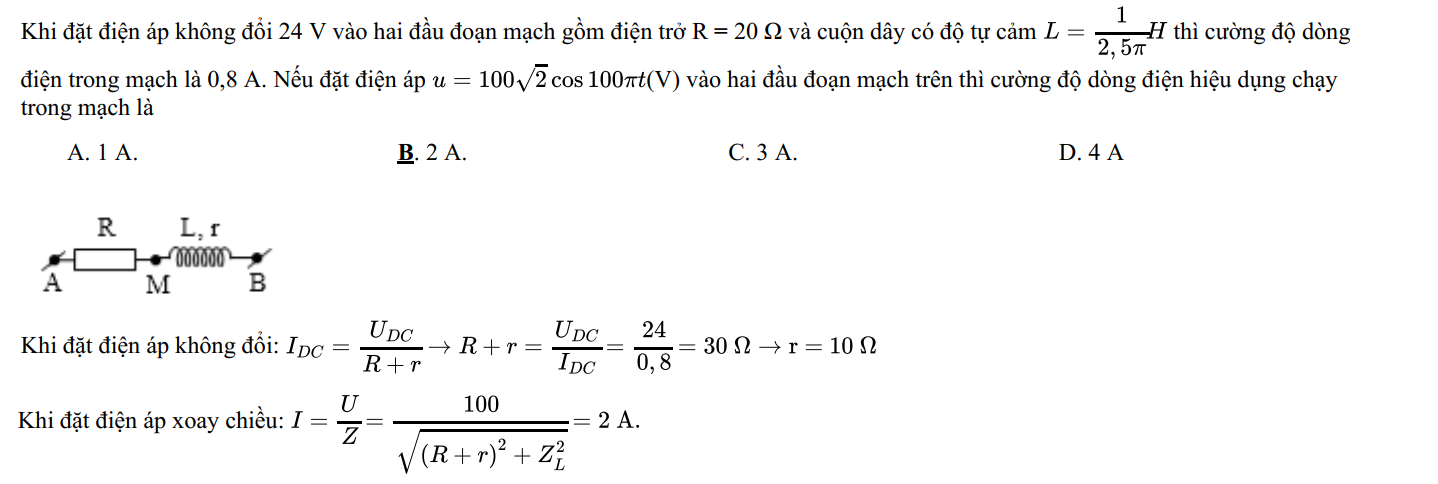 Khi đặt điện áp không đổi 24 V vào hai đầu đoạn mạch gồm điện trở R = 20 Ω và cuộn dây có độ tự cảm $L = \frac{1}{2,5\pi}H$ thì cường độ dòng
điện trong mạch là 0,8 A. Nếu đặt điện áp $u = 100\sqrt{2}\cos 100\pi t$(V) vào hai đầu đoạn mạch trên thì cường độ dòng điện hiệu dụng chạy
trong mạch là
A. 1 A. B. 2 A. C. 3 A. D. 4 A
R L, r
A M B
Khi đặt điện áp không đổi: $I_{DC} = \frac{U_{DC}}{R+r} \rightarrow R + r = \frac{U_{DC}}{I_{DC}} = \frac{24}{0,8} = 30\ Ω \rightarrow r = 10\ Ω$
Khi đặt điện áp xoay chiều: $I = \frac{U}{Z} = \frac{100}{\sqrt{(R+r)^2 + Z_L^2}} = 2$ A.